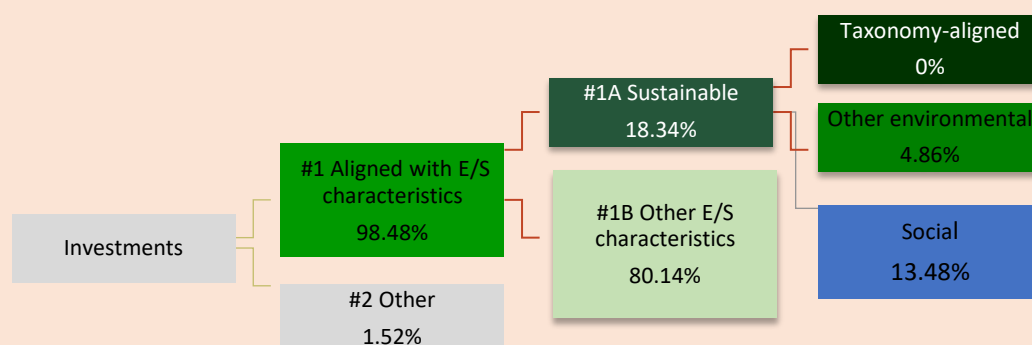 Investments
#1 Aligned with E/S
characteristics
98.48%
#2 Other
1.52%
#1A Sustainable
18.34%
#1B Other E/S
characteristics
80.14%
Taxonomy-aligned
0%
Other environmental
4.86%
Social
13.48%